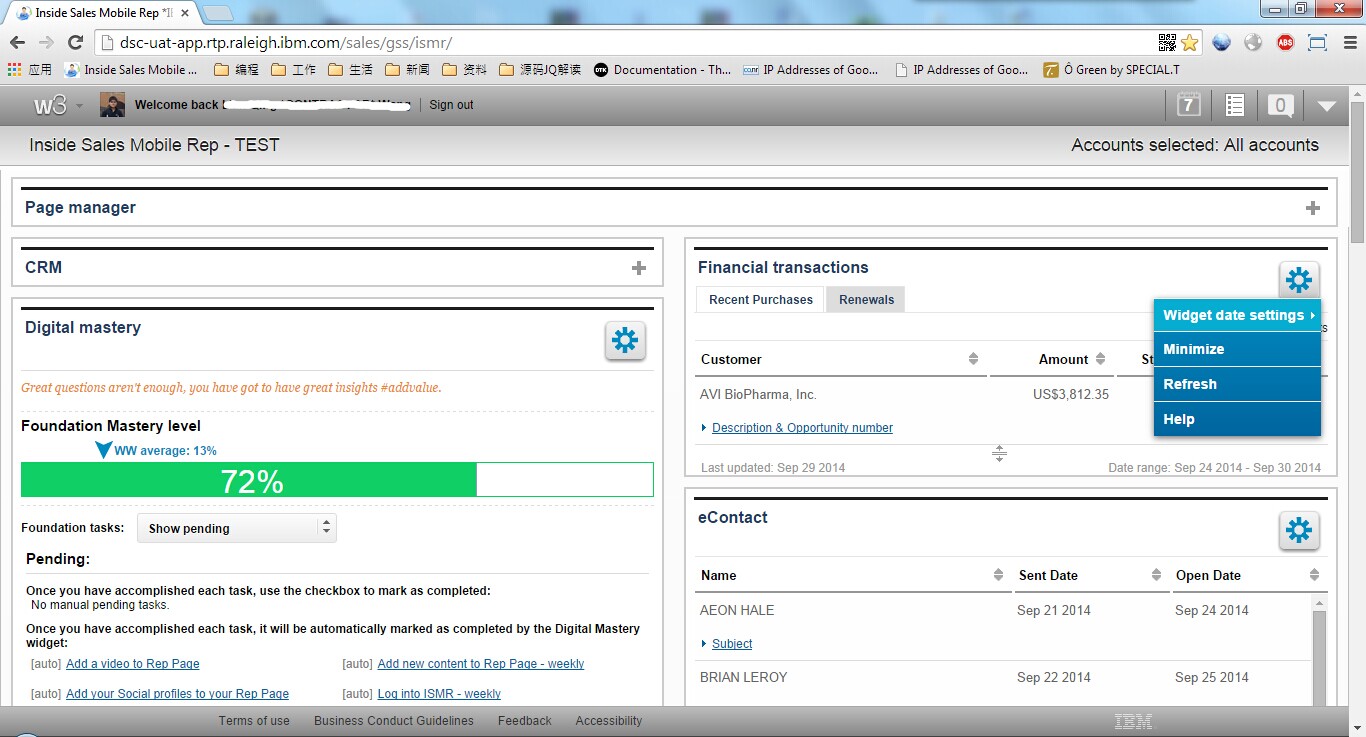 Inside Sales Mobile Rep
dsc-uat-app.rtp.raleigh.ibm.com/sales/gss/ismr/
ABS
应用 Inside Sales Mobile ... 编程 工作 生活 新闻 资料 源码JQ解读 DTK Documentation - Th... IP Addresses of Goo... IP Addresses of Goo... Ô Green by SPECIAL.T
w3 Welcome back Sign out 7 0
Inside Sales Mobile Rep - TEST Accounts selected: All accounts
Page manager
CRM
Digital mastery
Great questions aren't enough, you have got to have great insights #addvalue.
Foundation Mastery level
WW average: 13%
72%
Foundation tasks: Show pending
Pending:
Once you have accomplished each task, use the checkbox to mark as completed:
No manual pending tasks.
Once you have accomplished each task, it will be automatically marked as completed by the Digital Mastery
widget:
[auto] Add a video to Rep Page [auto] Add new content to Rep Page - weekly
[auto] Add your Social profiles to your Rep Page [auto] Log into ISMR - weekly
Financial transactions
Recent Purchases Renewals
Widget date settings
Minimize
Refresh
Help
Customer Amount St
AVI BioPharma, Inc. US$3,812.35
Description & Opportunity number
Last updated: Sep 29 2014 Date range: Sep 24 2014 - Sep 30 2014
eContact
Name Sent Date Open Date
AEON HALE Sep 21 2014 Sep 24 2014
Subject
BRIAN LEROY Sep 22 2014 Sep 25 2014
Terms of use Business Conduct Guidelines Feedback Accessibility IBM